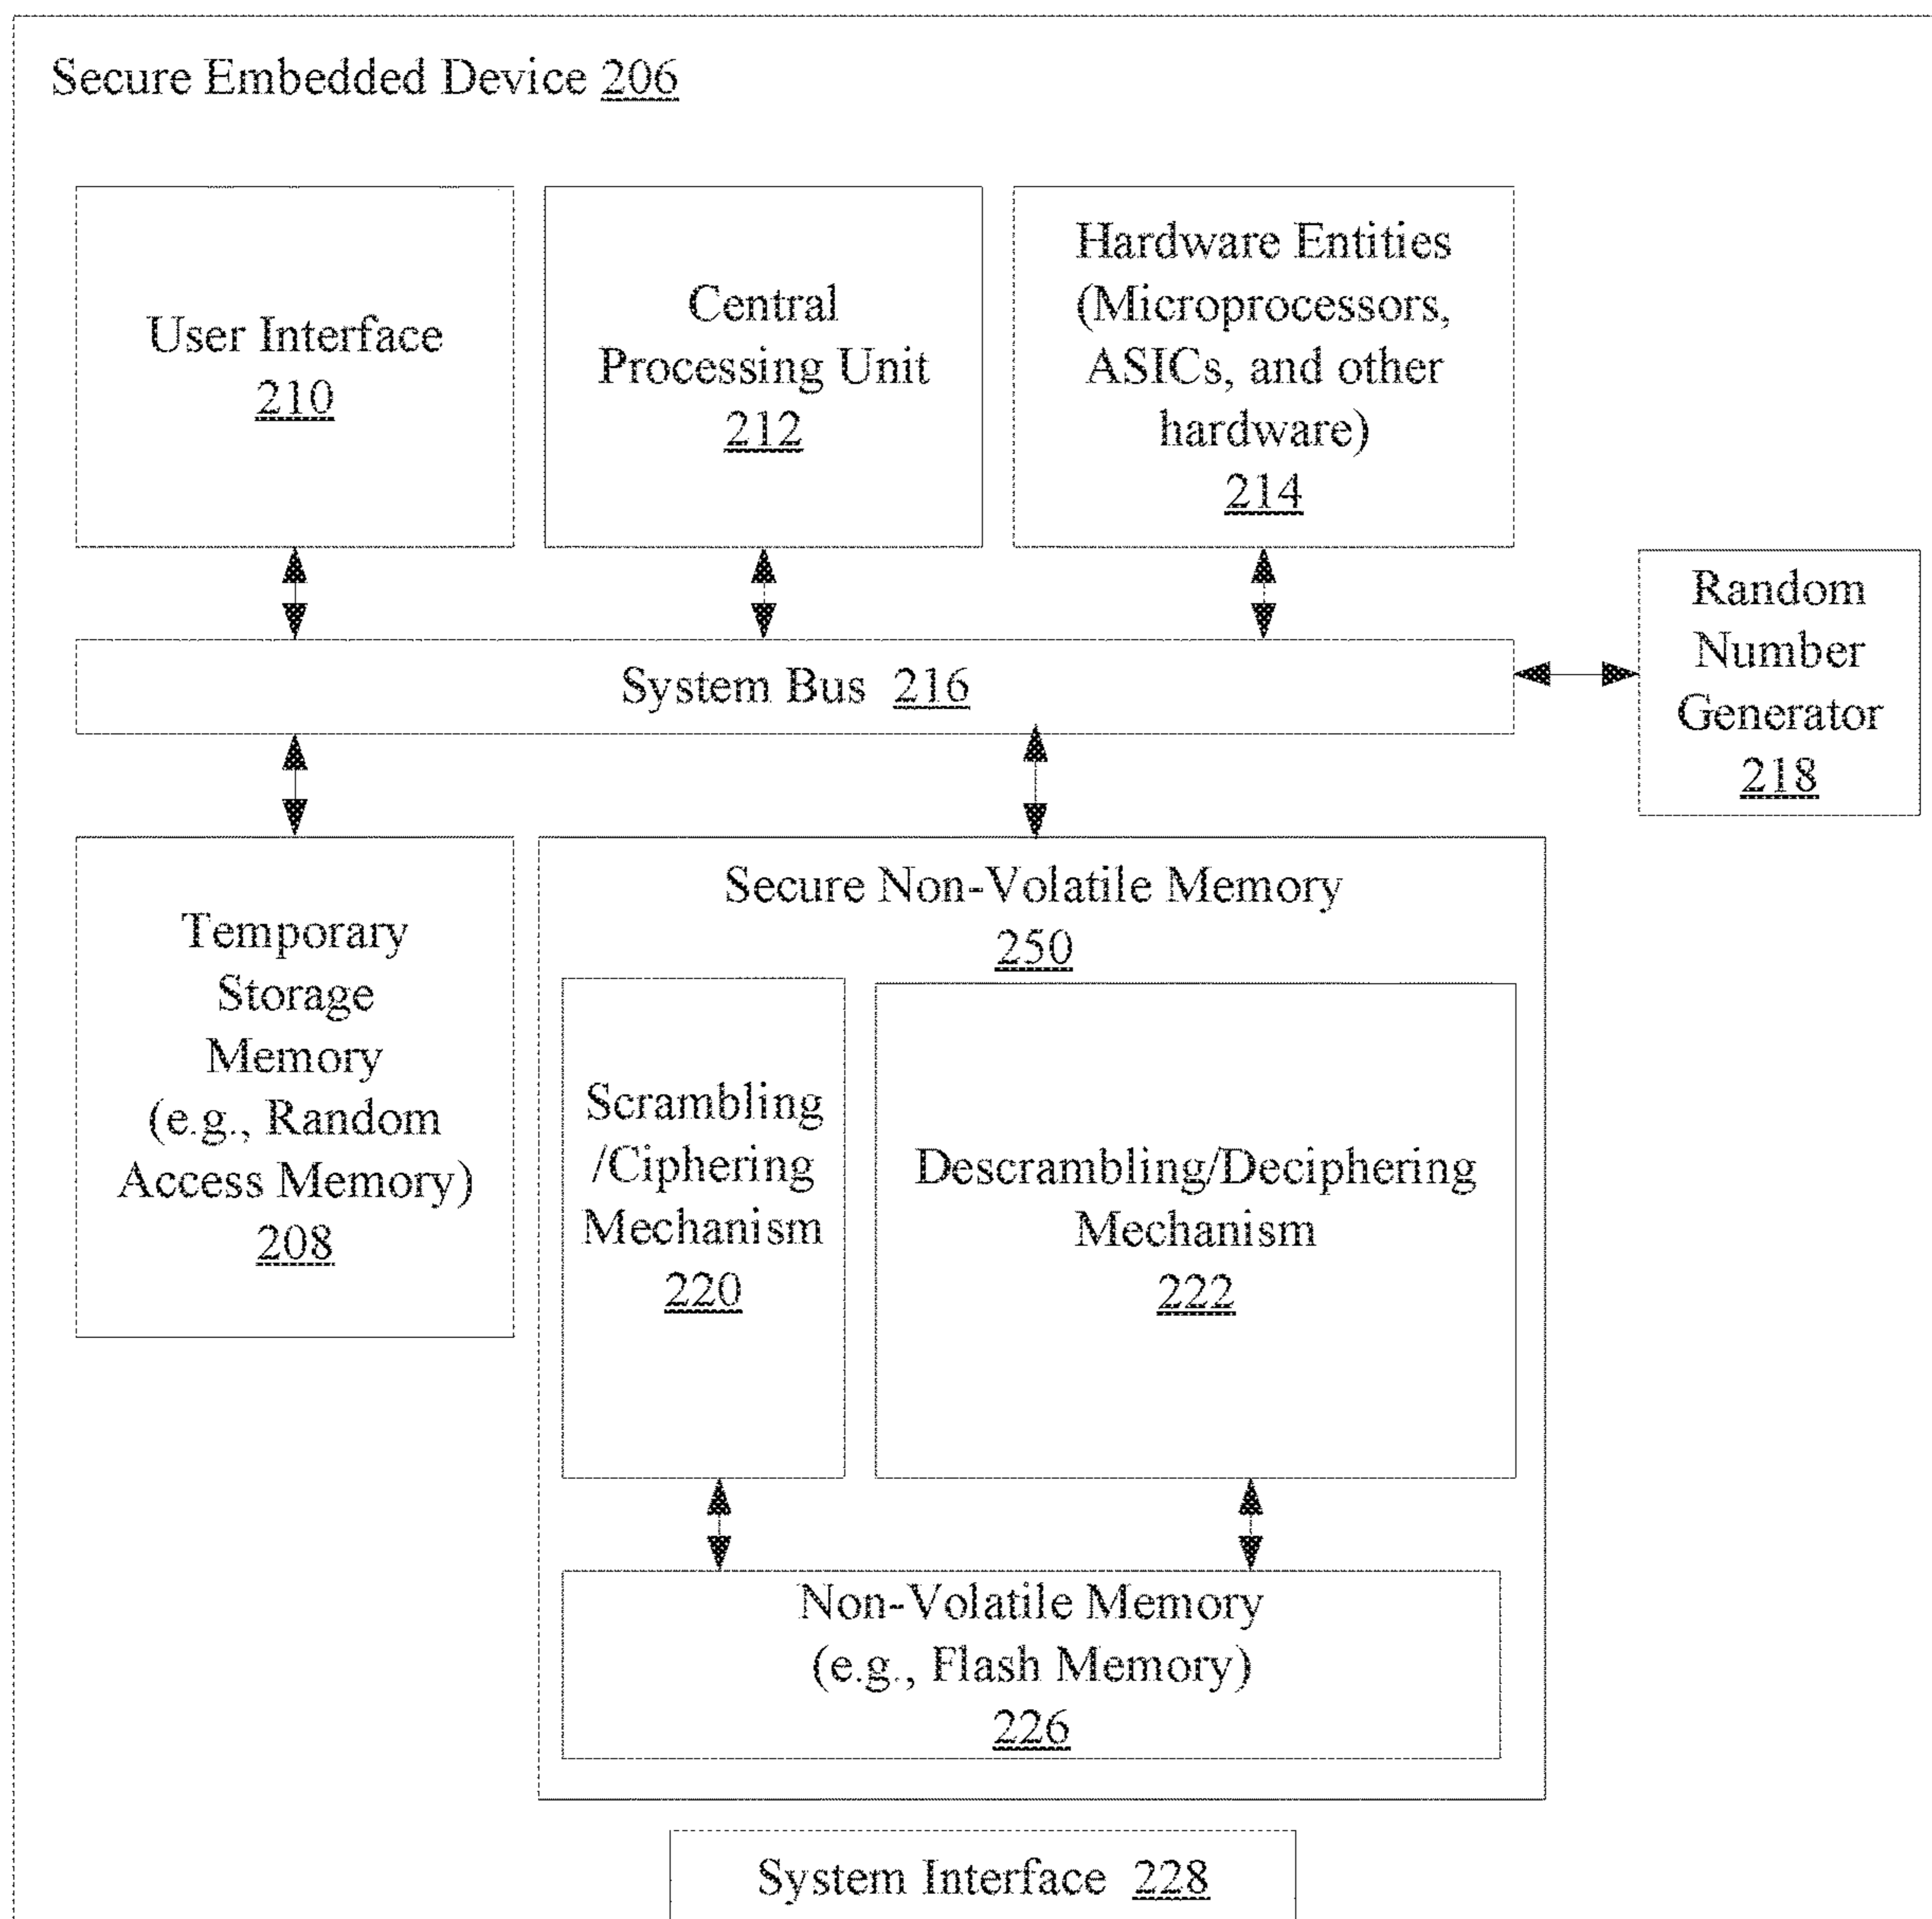 Secure Embedded Device 206
User Interface
210
Central
Processing Unit
212
Hardware Entities
(Microprocessors,
ASICs, and other
hardware)
214
System Bus 216
Random
Number
Generator
218
Temporary
Storage
Memory
(e.g., Random
Access Memory)
208
Secure Non-Volatile Memory
250
Scrambling
/Ciphering
Mechanism
220
Descrambling/Deciphering
Mechanism
222
Non-Volatile Memory
(e.g., Flash Memory)
226
System Interface 228